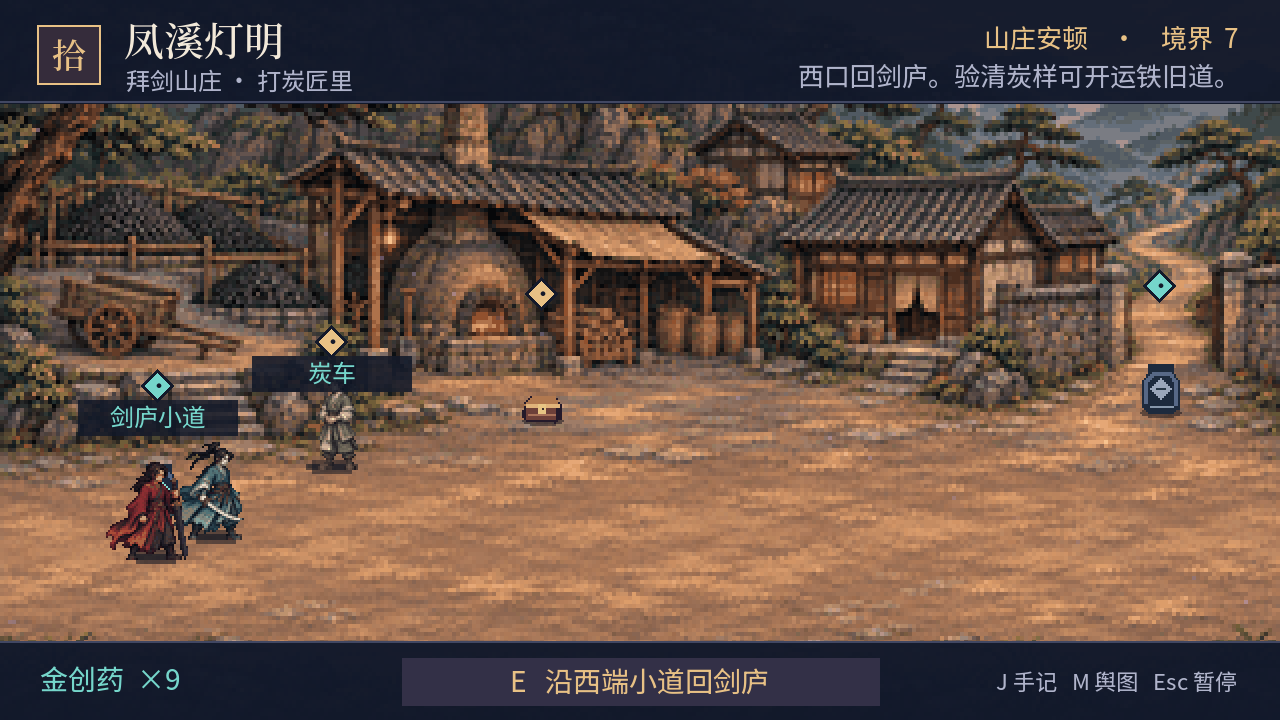 拾
凤溪灯明
拜剑山庄 · 打炭匠里
山庄安顿 · 境界 7
西口回剑庐。验清炭样可开运铁旧道。
炭车
剑庐小道
金创药 ×9
E 沿西端小道回剑庐
J 手记 M 舆图 Esc 暂停